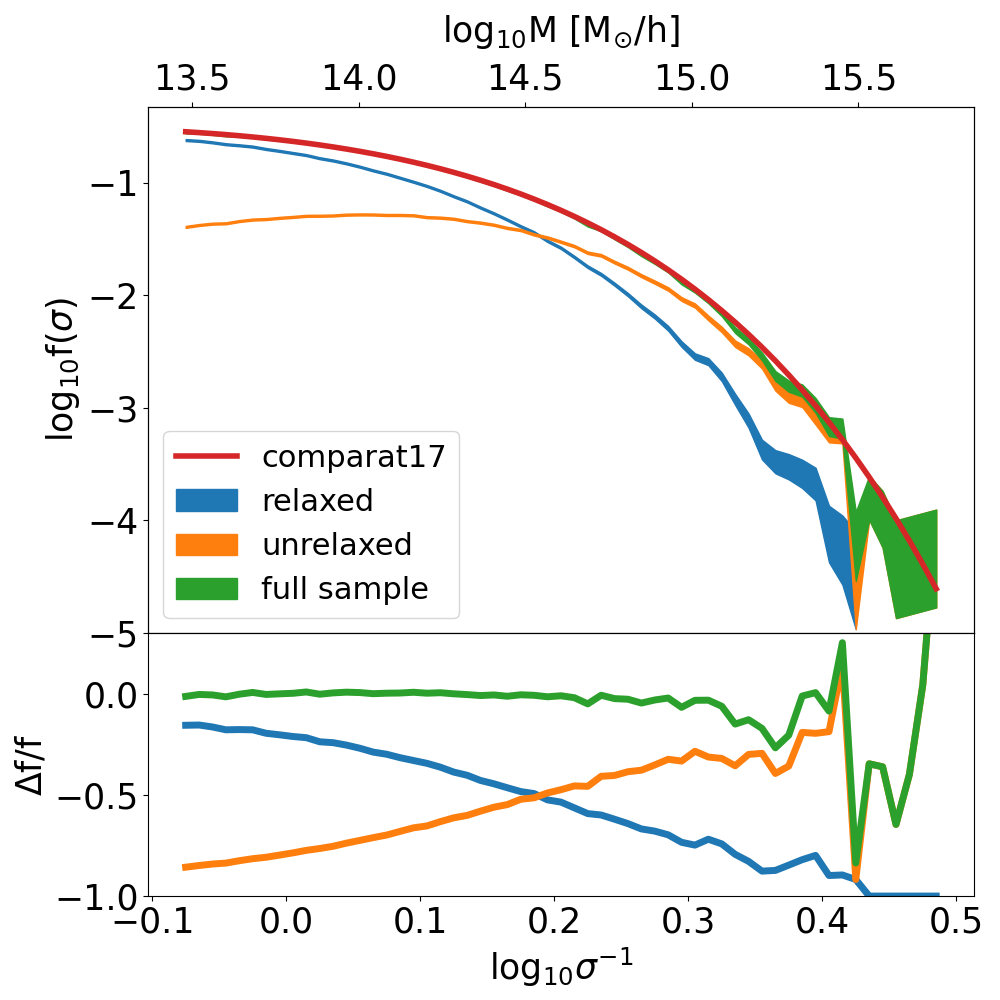 log₁₀M [M⊙/h]
13.5 14.0 14.5 15.0 15.5
−1
−2
−3
−4
−5
log₁₀f(σ)
comparat17
relaxed
unrelaxed
full sample
0.0
−0.5
−1.0
Δf/f
−0.1 0.0 0.1 0.2 0.3 0.4 0.5
log₁₀σ⁻¹